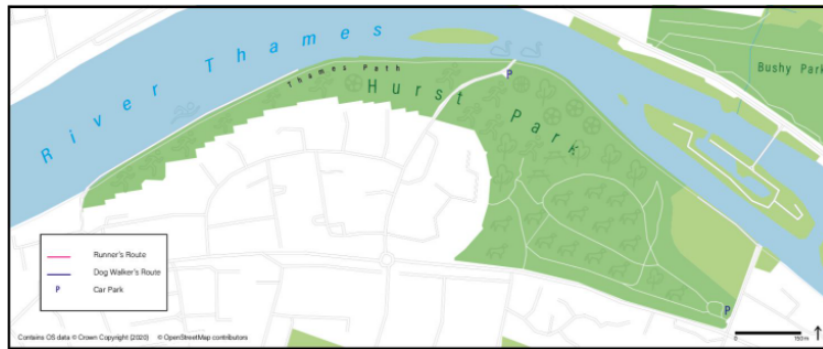 River Thames
Thames Path
Hurst Park
Bushy Park
P
P
Runner's Route
Dog Walker's Route
P Car Park
Contains OS data © Crown Copyright (2020) © OpenStreetMap contributors
0 150m